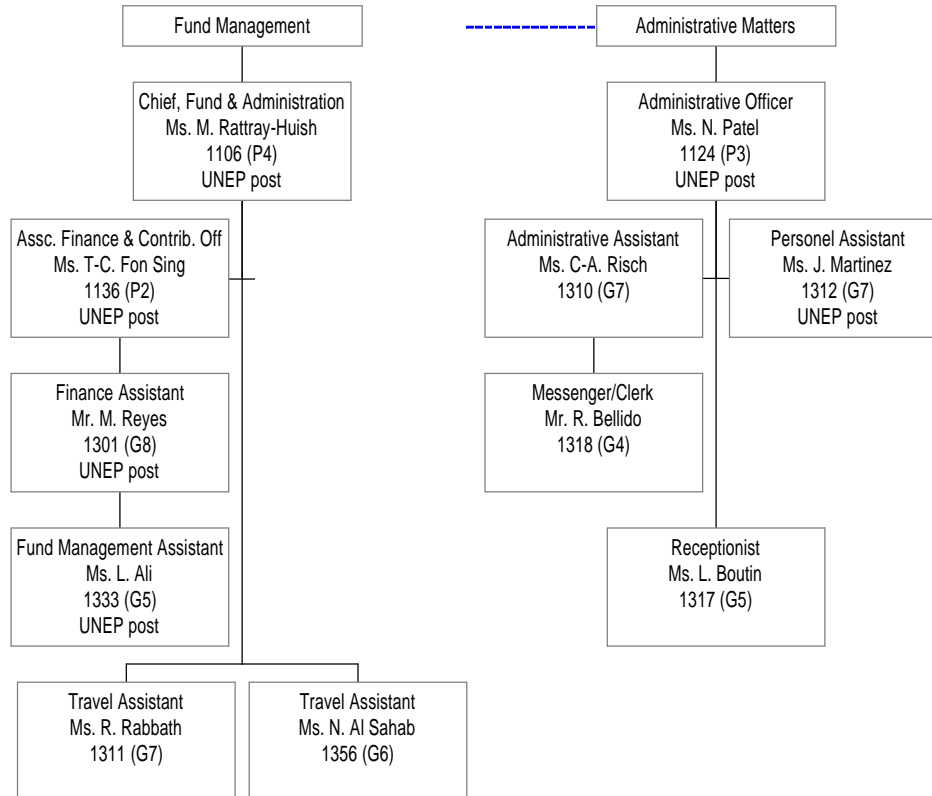 Fund Management
Administrative Matters
Chief, Fund & Administration
Ms. M. Rattray-Huish
1106 (P4)
UNEP post
Administrative Officer
Ms. N. Patel
1124 (P3)
UNEP post
Assc. Finance & Contrib. Off
Ms. T-C. Fon Sing
1136 (P2)
UNEP post
Administrative Assistant
Ms. C-A. Risch
1310 (G7)
Personel Assistant
Ms. J. Martinez
1312 (G7)
UNEP post
Finance Assistant
Mr. M. Reyes
1301 (G8)
UNEP post
Messenger/Clerk
Mr. R. Bellido
1318 (G4)
Fund Management Assistant
Ms. L. Ali
1333 (G5)
UNEP post
Receptionist
Ms. L. Boutin
1317 (G5)
Travel Assistant
Ms. R. Rabbath
1311 (G7)
Travel Assistant
Ms. N. Al Sahab
1356 (G6)